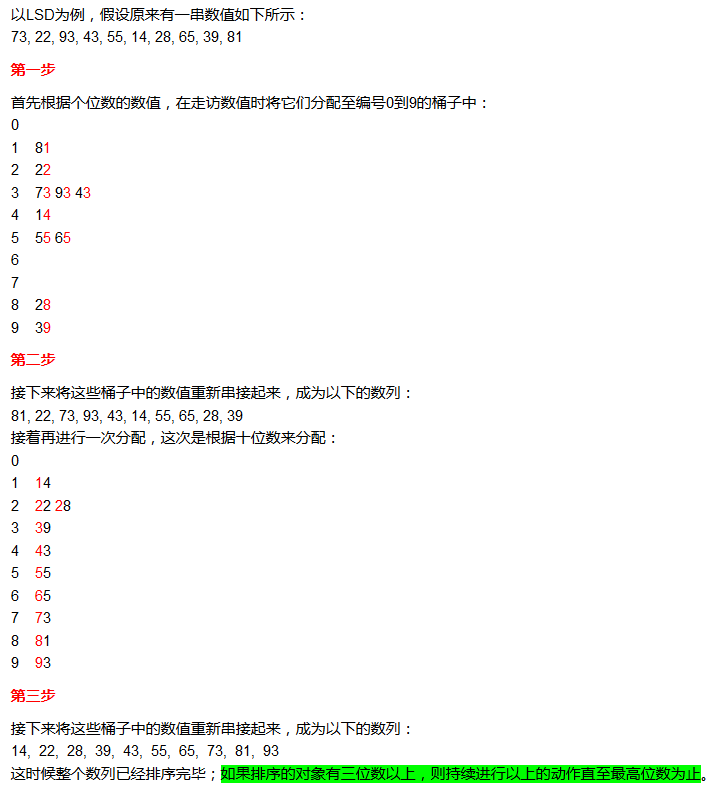 以LSD为例，假设原来有一串数值如下所示：
73, 22, 93, 43, 55, 14, 28, 65, 39, 81
第一步
首先根据个位数的数值，在走访数值时将它们分配至编号0到9的桶子中：
0
1 81
2 22
3 73 93 43
4 14
5 55 65
6
7
8 28
9 39
第二步
接下来将这些桶子中的数值重新串接起来，成为以下的数列：
81, 22, 73, 93, 43, 14, 55, 65, 28, 39
接着再进行一次分配，这次是根据十位数来分配：
0
1 14
2 22 28
3 39
4 43
5 55
6 65
7 73
8 81
9 93
第三步
接下来将这些桶子中的数值重新串接起来，成为以下的数列：
14, 22, 28, 39, 43, 55, 65, 73, 81, 93
这时候整个数列已经排序完毕；如果排序的对象有三位数以上，则持续进行以上的动作直至最高位数为止。